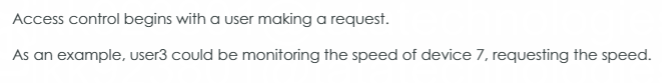 Access control begins with a user making a request.
As an example, user3 could be monitoring the speed of device 7, requesting the speed.